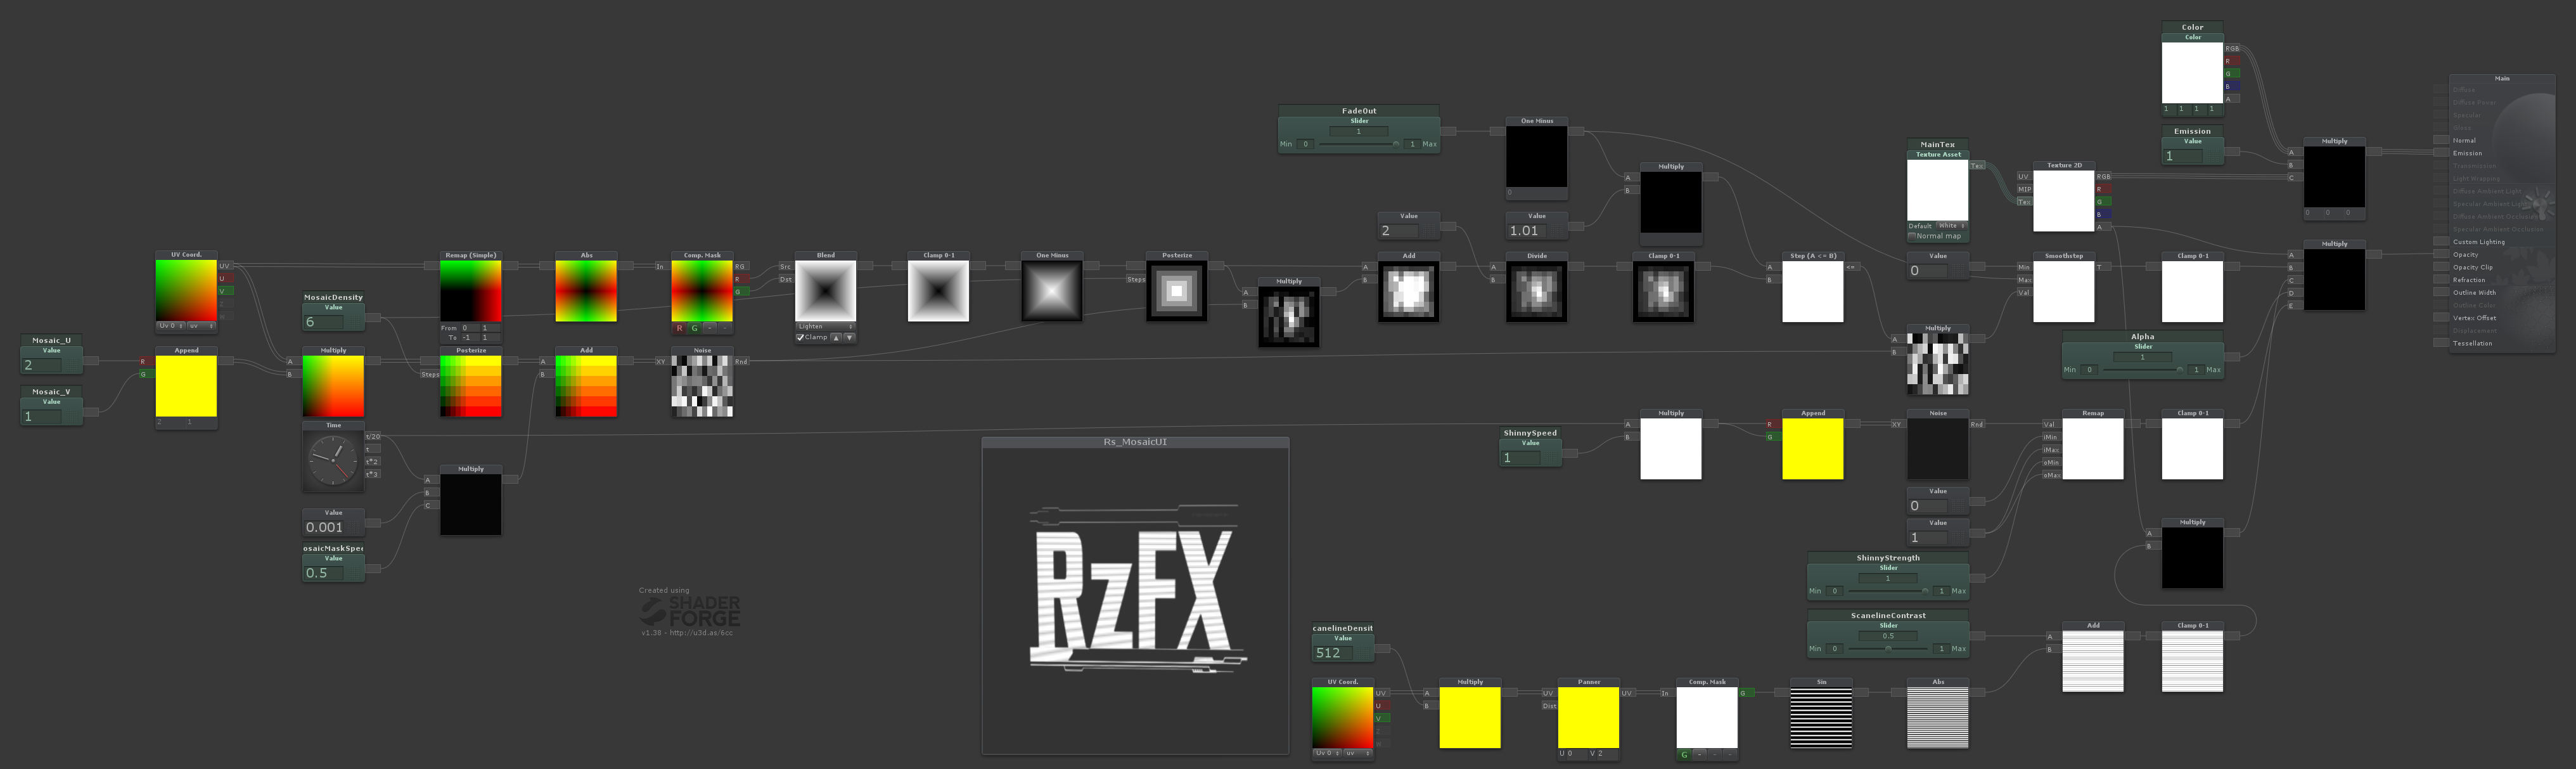 Color
Color
RGB
R
G
B
A
1 1 1 1
Main
Diffuse
Diffuse Power
Specular
Gloss
Normal
Emission
Transmission
Light Wrapping
Diffuse Ambient Light
Specular Ambient Light
Diffuse Ambient Occlusion
Specular Ambient Occlusion
Custom Lighting
Opacity
Opacity Clip
Refraction
Outline Width
Outline Color
Vertex Offset
Displacement
Tessellation
Emission
Value
1
Multiply
A
B
C
0 0 0
FadeOut
Slider
1
Min 0 1 Max
One Minus
0
Multiply
A
B
MainTex
Texture Asset
Tex
Default White
Normal map
Texture 2D
UV
MIP
Tex
RGB
R
G
B
A
Value
2
Value
1.01
Multiply
A
B
C
D
E
UV Coord.
UV
U
V
Uv 0 uv
MosaicDensity
6
Remap (Simple)
From 0 1
To -1 1
Abs
Comp. Mask
In
RG
R
G
R G - -
Blend
Src
Dst
Lighten
Clamp
Clamp 0-1
One Minus
Posterize
Steps
Multiply
A
B
Add
A
B
Divide
A
B
Clamp 0-1
Step (A <= B)
A
B
<=
Value
0
Smoothstep
Min
Max
Val
T
Clamp 0-1
Mosaic_U
Value
2
Mosaic_V
Value
1
Append
R
G
2 1
Multiply
A
B
Posterize
Steps
Add
A
B
Noise
XY
Rnd
Multiply
A
B
Alpha
Slider
1
Min 0 1 Max
Time
t/20
t
t*2
t*3
Multiply
A
B
C
Value
0.001
osaicMaskSpe
Value
0.5
Rs_MosaicUI
RzFX
Created using
SHADER
FORGE
v1.38 - http://u3d.as/6cc
ShinnySpeed
Value
1
Multiply
A
B
Append
R
G
Noise
XY
Rnd
Remap
Val
iMin
iMax
oMin
oMax
Clamp 0-1
Value
0
Value
1
ShinnyStrength
Slider
1
Min 0 1 Max
Multiply
A
B
ScanelineContrast
Slider
0.5
Min 0 1 Max
Add
A
B
Clamp 0-1
canelineDensit
Value
512
UV Coord.
UV
U
V
Uv 0 uv
Multiply
A
B
Panner
UV
Dist
UV
U 0 V 2
Comp. Mask
In
G
G - - -
Sin
Abs